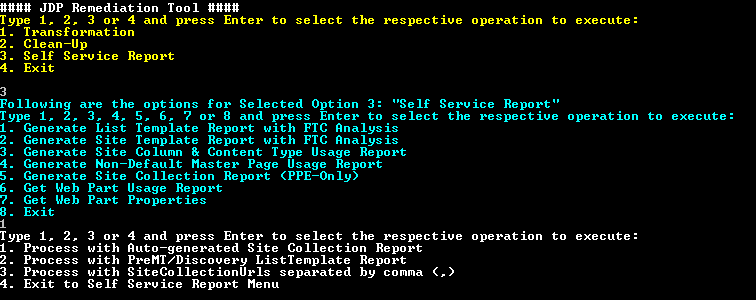 #### JDP Remediation Tool ####
Type 1, 2, 3 or 4 and press Enter to select the respective operation to execute:
1. Transformation
2. Clean-Up
3. Self Service Report
4. Exit
3
Following are the options for Selected Option 3: "Self Service Report"
Type 1, 2, 3, 4, 5, 6, 7 or 8 and press Enter to select the respective operation to execute:
1. Generate List Template Report with FTC Analysis
2. Generate Site Template Report with FTC Analysis
3. Generate Site Column & Content Type Usage Report
4. Generate Non-Default Master Page Usage Report
5. Generate Site Collection Report (PPE-Only)
6. Get Web Part Usage Report
7. Get Web Part Properties
8. Exit
1
Type 1, 2, 3 or 4 and press Enter to select the respective operation to execute:
1. Process with Auto-generated Site Collection Report
2. Process with PreMT/Discovery ListTemplate Report
3. Process with SiteCollectionUrls separated by comma (,)
4. Exit to Self Service Report Menu